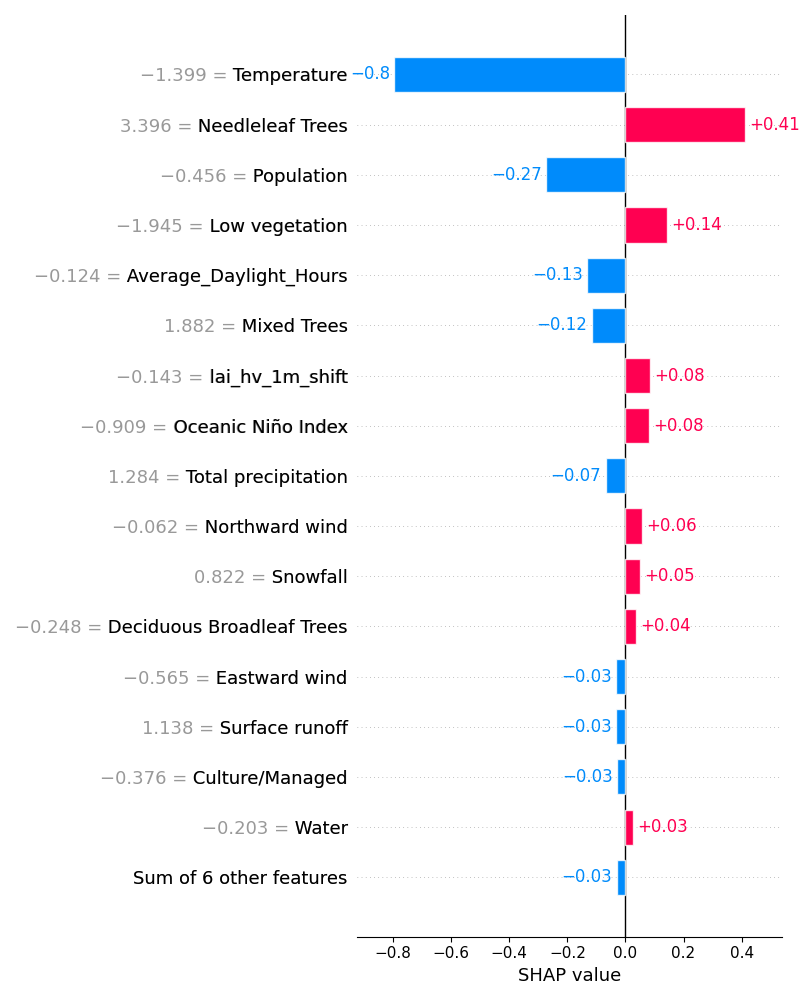 −1.399 = Temperature −0.8
3.396 = Needleleaf Trees +0.41
−0.456 = Population −0.27
−1.945 = Low vegetation +0.14
−0.124 = Average_Daylight_Hours −0.13
1.882 = Mixed Trees −0.12
−0.143 = lai_hv_1m_shift +0.08
−0.909 = Oceanic Niño Index +0.08
1.284 = Total precipitation −0.07
−0.062 = Northward wind +0.06
0.822 = Snowfall +0.05
−0.248 = Deciduous Broadleaf Trees +0.04
−0.565 = Eastward wind −0.03
1.138 = Surface runoff −0.03
−0.376 = Culture/Managed −0.03
−0.203 = Water +0.03
Sum of 6 other features −0.03
−0.8 −0.6 −0.4 −0.2 0.0 0.2 0.4
SHAP value